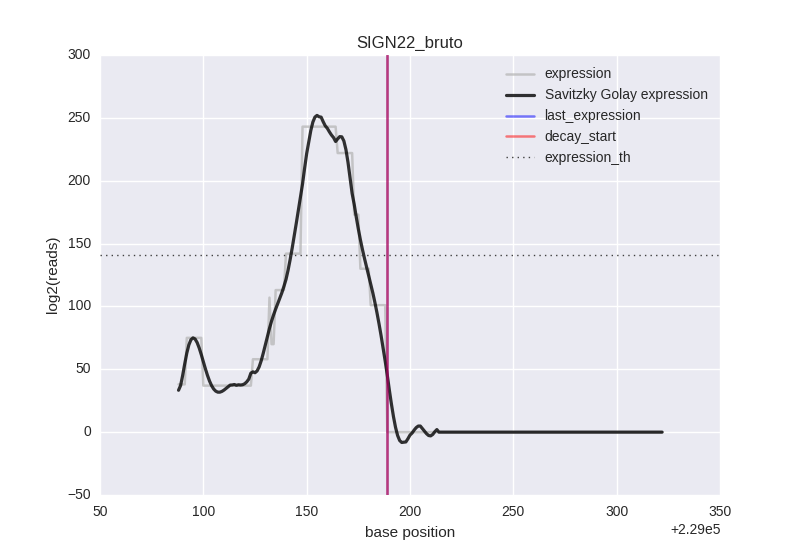 SIGN22_bruto
300
250
200
150
100
50
0
−50
log2(reads)
expression
Savitzky Golay expression
last_expression
decay_start
expression_th
50 100 150 200 250 300 350
base position
+2.29e5